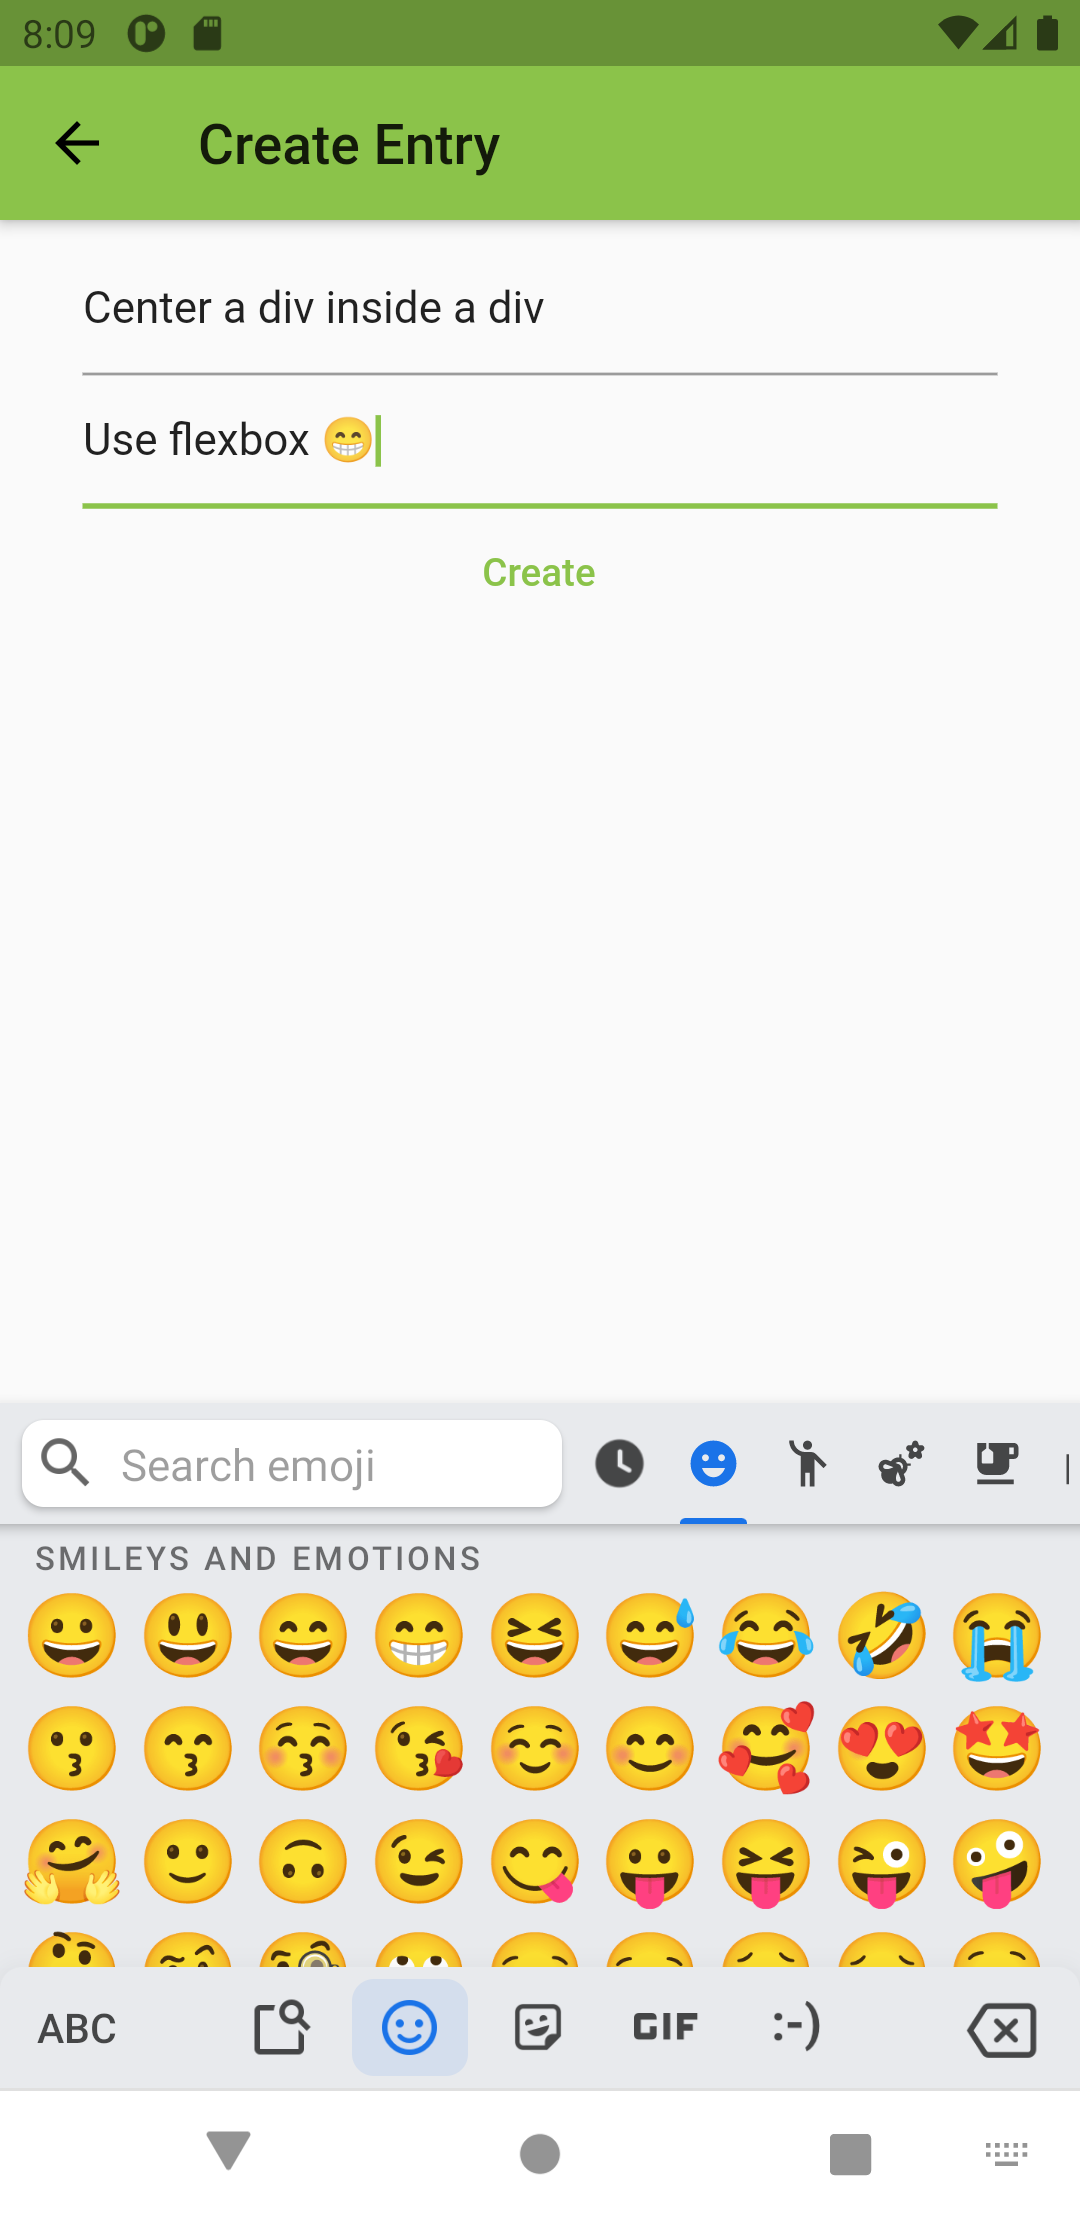 8:09
Create Entry
Center a div inside a div
Use flexbox 😁
Create
Search emoji
SMILEYS AND EMOTIONS
ABC
GIF
:-)